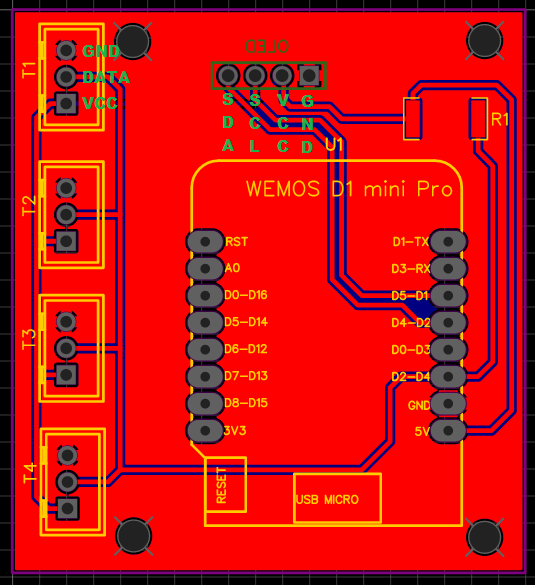 OLED
T1
GND
DATA
VCC
S S V G
D C C N
A L C D
R1
U1
WEMOS D1 mini Pro
T2
RST
D1-TX
A0
D3-RX
D0-D16
D5-D1
D5-D14
D4-D2
T3
D6-D12
D0-D3
D7-D13
D2-D4
D8-D15
GND
3V3
5V
T4
RESET
USB MICRO